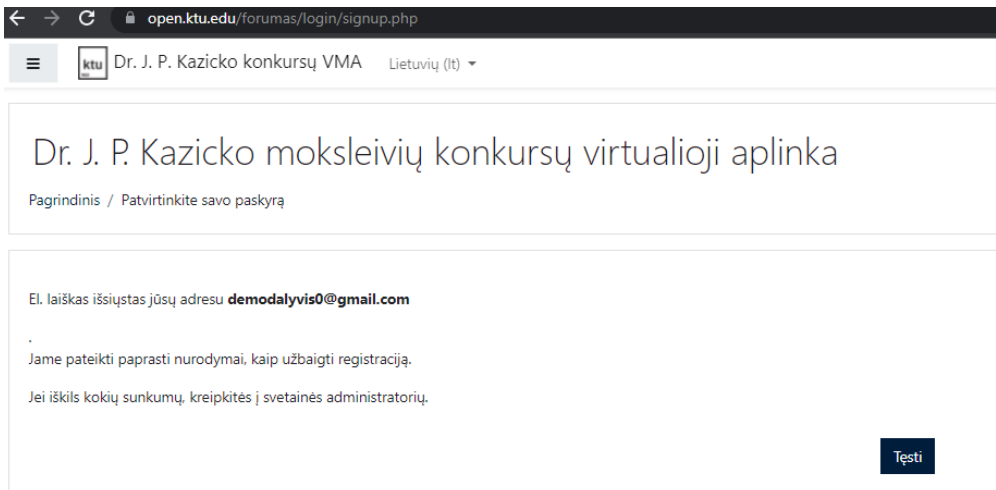 open.ktu.edu/forumas/login/signup.php
ktu Dr. J. P. Kazicko konkursų VMA Lietuvių (lt)
Dr. J. P. Kazicko moksleivių konkursų virtualioji aplinka
Pagrindinis / Patvirtinkite savo paskyrą
El. laiškas išsiųstas jūsų adresu demodalyvis0@gmail.com
.
Jame pateikti paprasti nurodymai, kaip užbaigti registraciją.
Jei iškils kokių sunkumų, kreipkitės į svetainės administratorių.
Tęsti